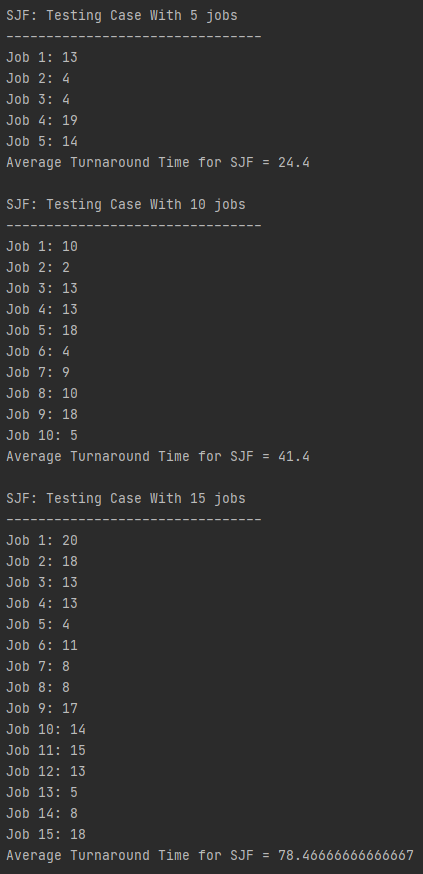 SJF: Testing Case With 5 jobs
--------------------------------
Job 1: 13
Job 2: 4
Job 3: 4
Job 4: 19
Job 5: 14
Average Turnaround Time for SJF = 24.4
SJF: Testing Case With 10 jobs
--------------------------------
Job 1: 10
Job 2: 2
Job 3: 13
Job 4: 13
Job 5: 18
Job 6: 4
Job 7: 9
Job 8: 10
Job 9: 18
Job 10: 5
Average Turnaround Time for SJF = 41.4
SJF: Testing Case With 15 jobs
--------------------------------
Job 1: 20
Job 2: 18
Job 3: 13
Job 4: 13
Job 5: 4
Job 6: 11
Job 7: 8
Job 8: 8
Job 9: 17
Job 10: 14
Job 11: 15
Job 12: 13
Job 13: 5
Job 14: 8
Job 15: 18
Average Turnaround Time for SJF = 78.46666666666667